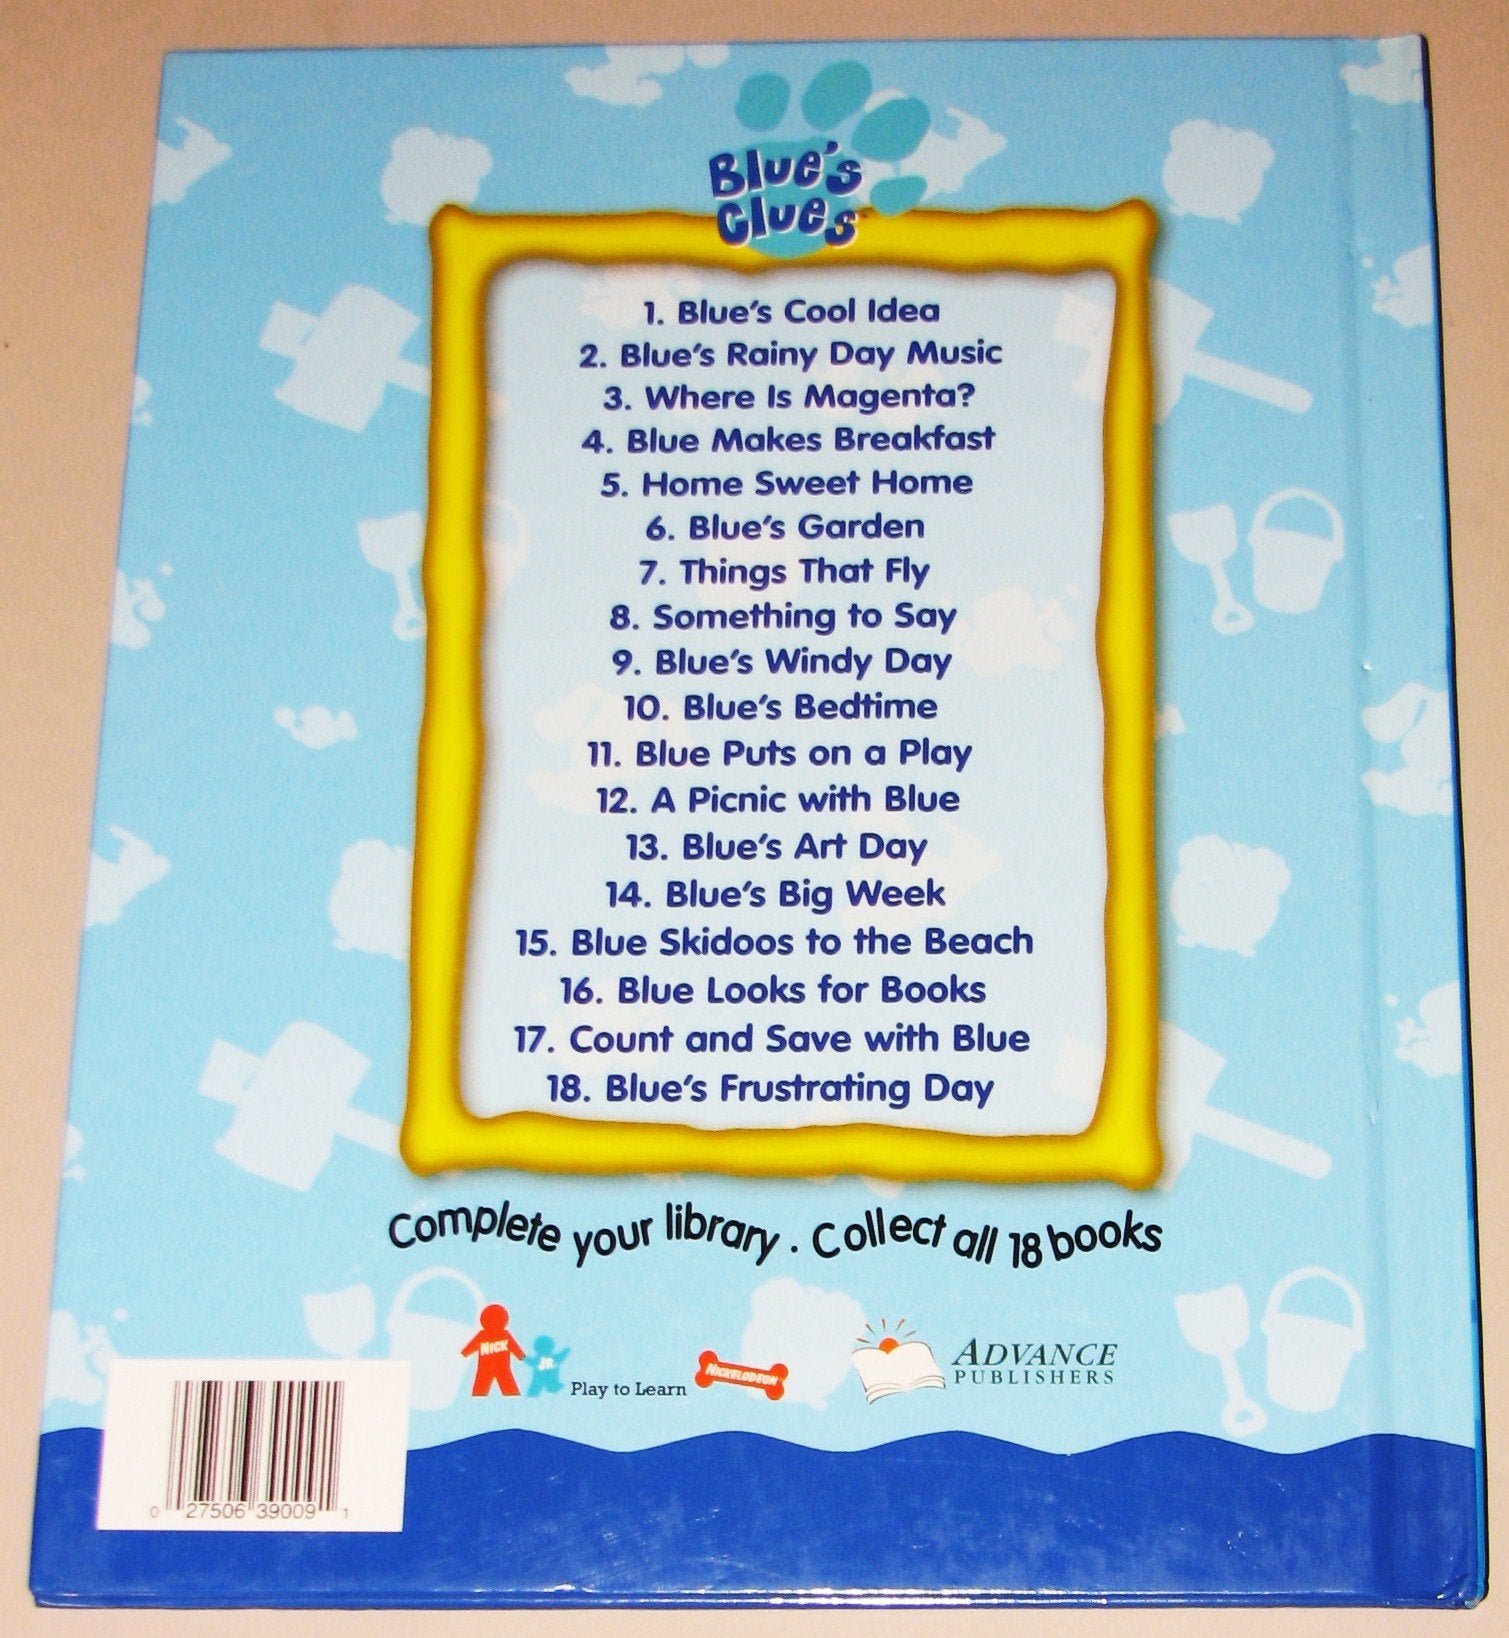 Blue's
Clues
1. Blue's Cool Idea
2. Blue's Rainy Day Music
3. Where Is Magenta?
4. Blue Makes Breakfast
5. Home Sweet Home
6. Blue's Garden
7. Things That Fly
8. Something to Say
9. Blue's Windy Day
10. Blue's Bedtime
11. Blue Puts on a Play
12. A Picnic with Blue
13. Blue's Art Day
14. Blue's Big Week
15. Blue Skidoos to the Beach
16. Blue Looks for Books
17. Count and Save with Blue
18. Blue's Frustrating Day
Complete your library. Collect all 18 books
NICK JR. Play to Learn
NICKELODEON
ADVANCE
PUBLISHERS
0 27506 39009 1